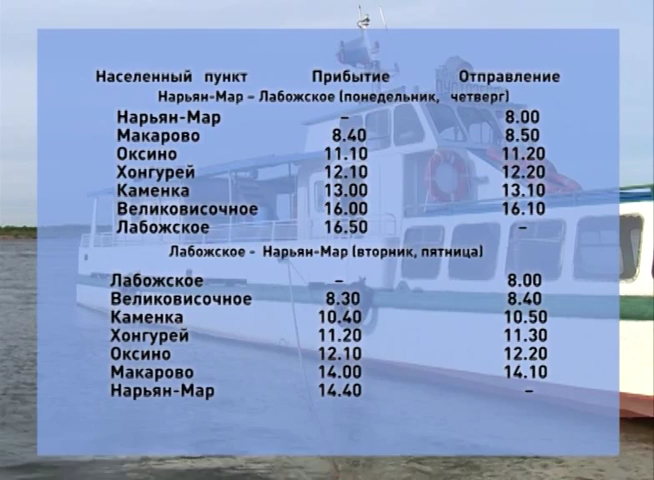 Населенный пункт Прибытие Отправление
Нарьян-Мар – Лабожское (понедельник, четверг)
Нарьян-Мар – 8.00
Макарово 8.40 8.50
Оксино 11.10 11.20
Хонгурей 12.10 12.20
Каменка 13.00 13.10
Великовисочное 16.00 16.10
Лабожское 16.50 –
Лабожское - Нарьян-Мар (вторник, пятница)
Лабожское – 8.00
Великовисочное 8.30 8.40
Каменка 10.40 10.50
Хонгурей 11.20 11.30
Оксино 12.10 12.20
Макарово 14.00 14.10
Нарьян-Мар 14.40 –